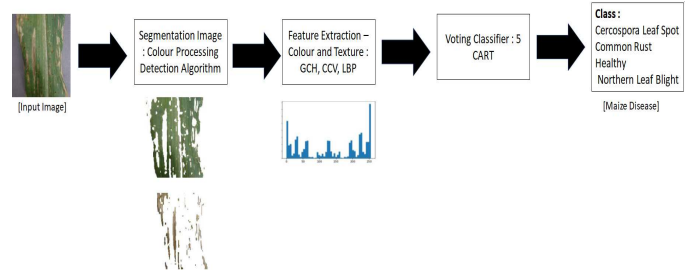 [Input Image]
Segmentation Image
: Colour Processing
Detection Algorithm
Feature Extraction –
Colour and Texture :
GCH, CCV, LBP
Voting Classifier : 5
CART
Class :
Cercospora Leaf Spot
Common Rust
Healthy
Northern Leaf Blight
[Maize Disease]